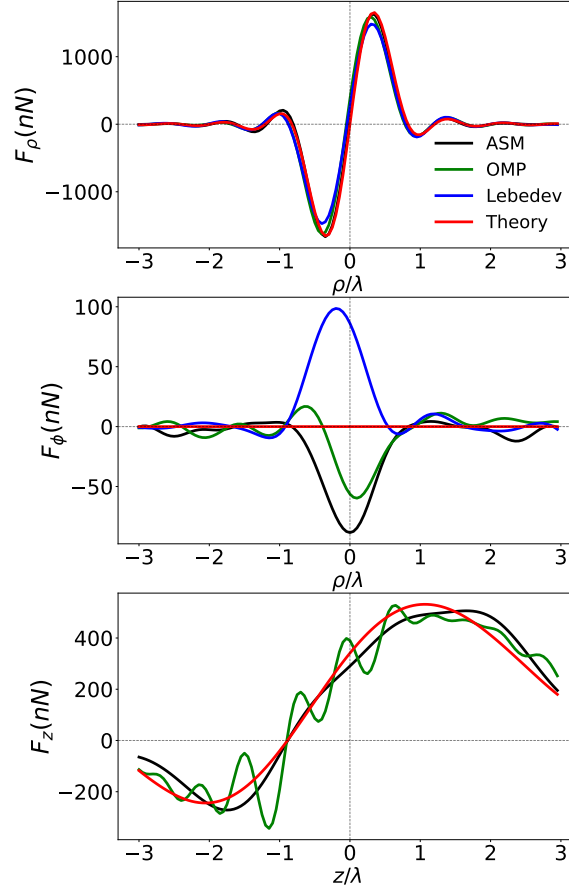 F_ρ(nN)
1000
0
−1000
ASM
OMP
Lebedev
Theory
−3 −2 −1 0 1 2 3
ρ/λ
F_ϕ(nN)
100
50
0
−50
−3 −2 −1 0 1 2 3
ρ/λ
F_z(nN)
400
200
0
−200
−3 −2 −1 0 1 2 3
z/λ